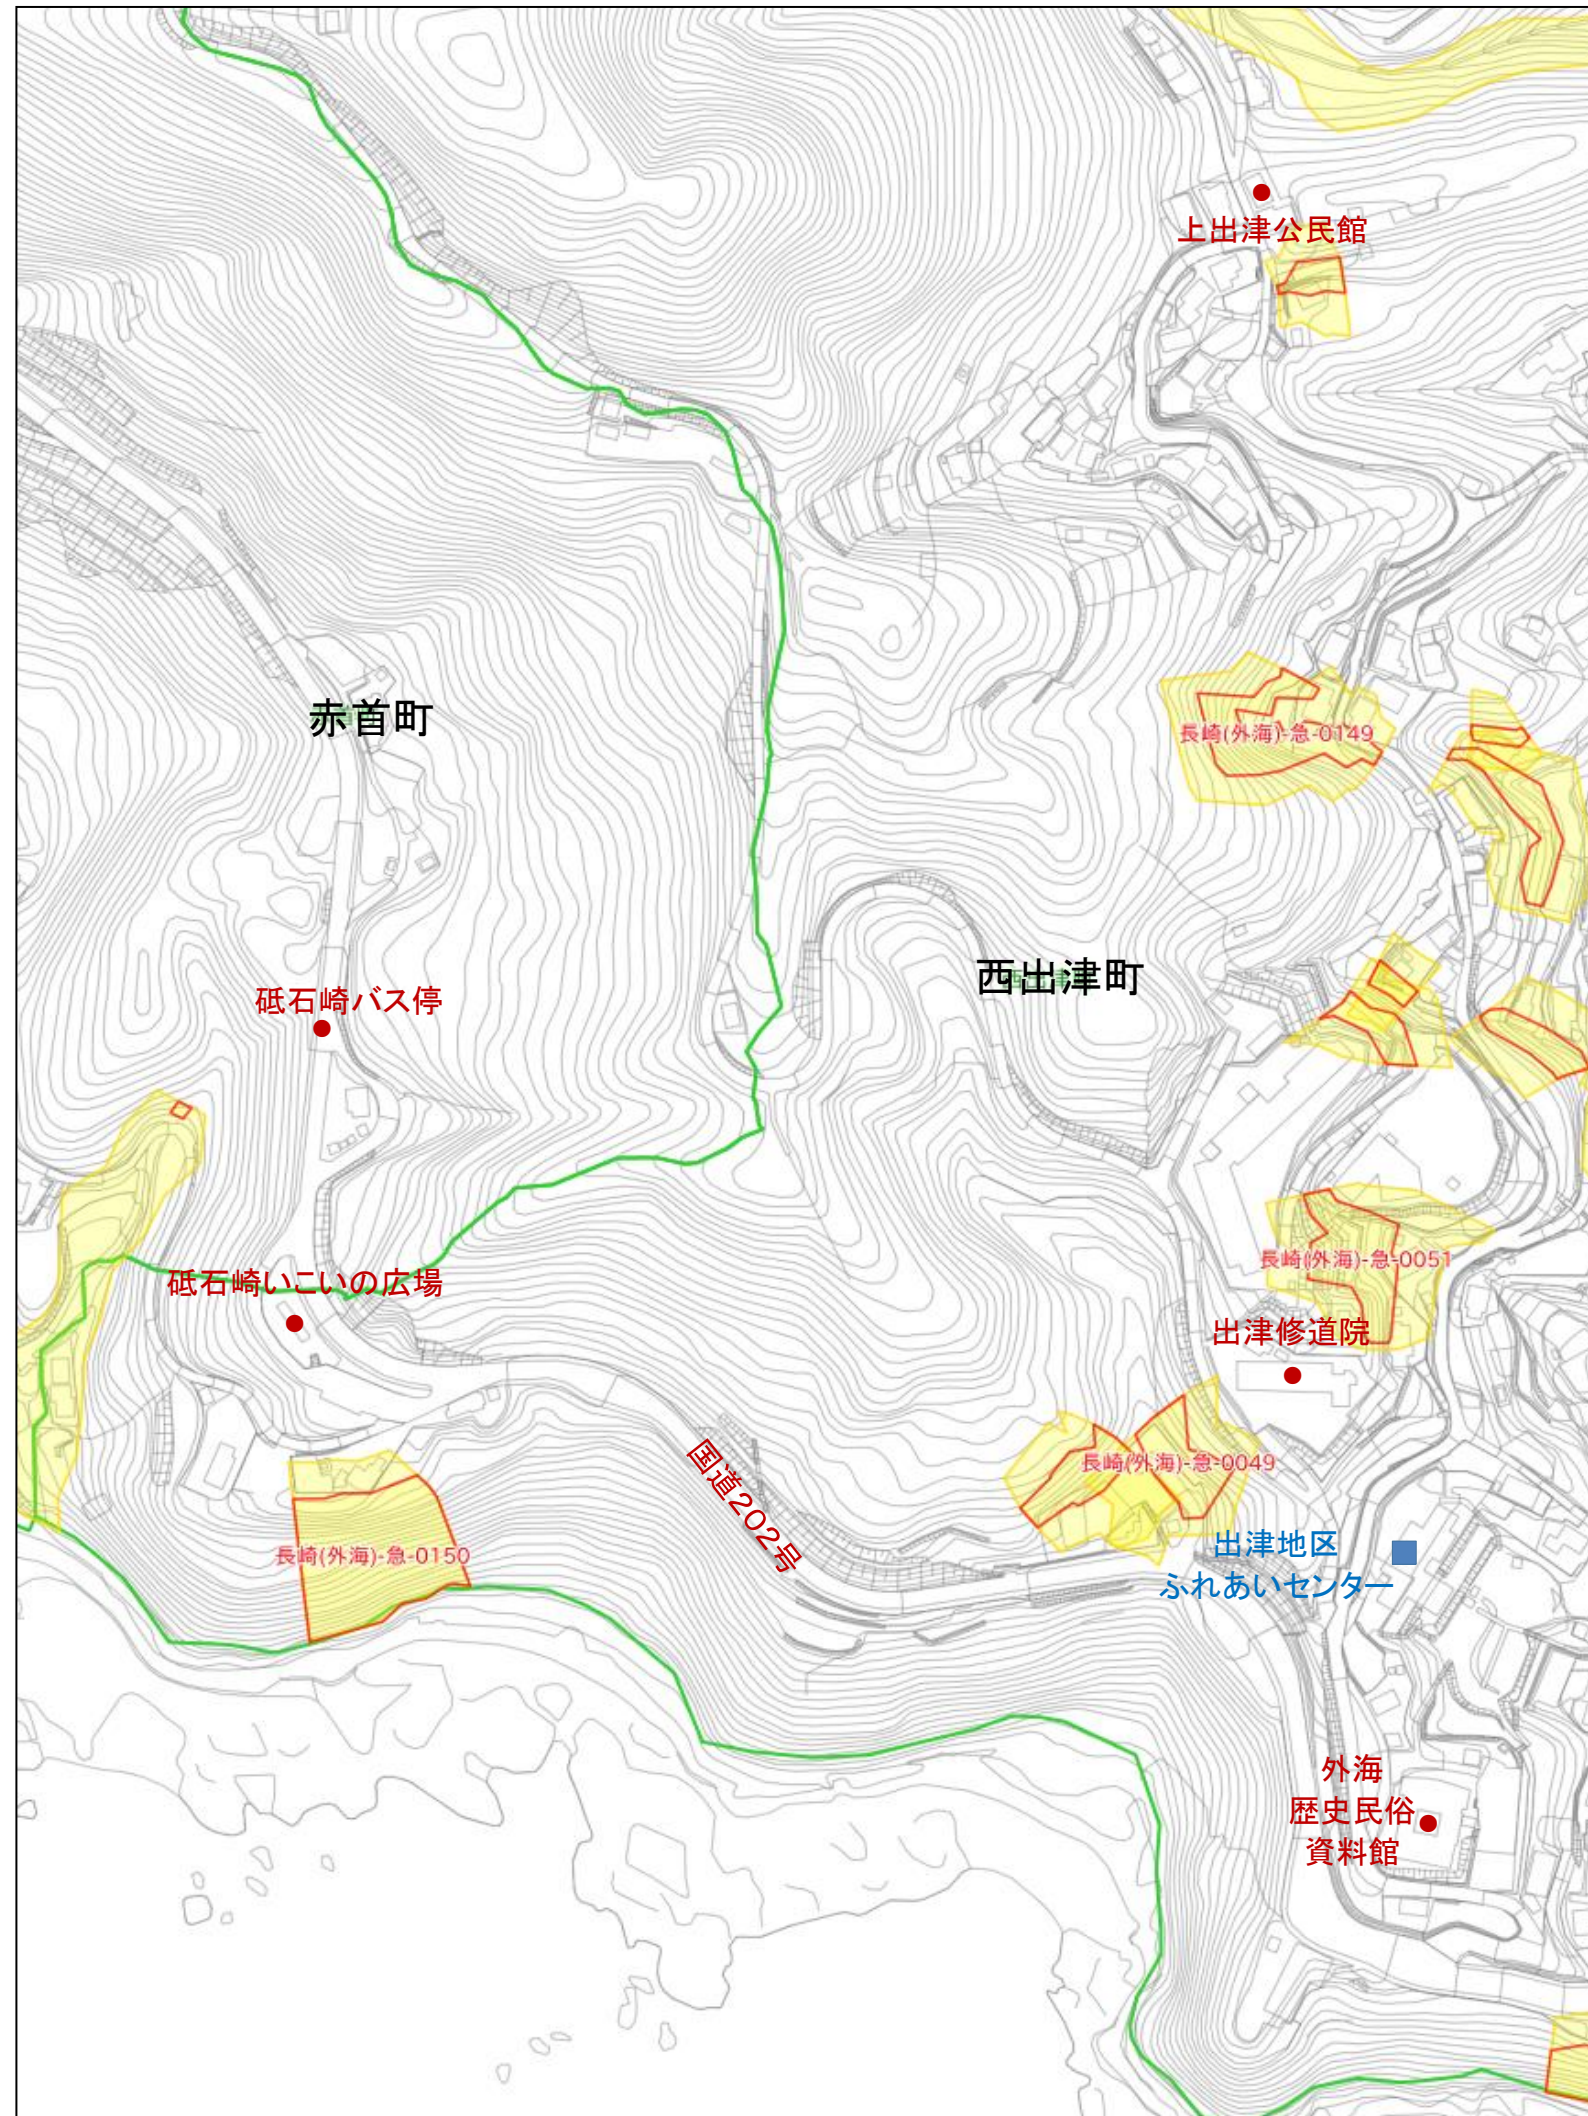 上出津公民館
赤首町
長崎(外海)-急-0149
西出津町
砥石崎バス停
長崎(外海)-急-0051
砥石崎いこいの広場
出津修道院
国道202号
長崎(外海)-急-0049
長崎(外海)-急-0150
出津地区
ふれあいセンター
外海
歴史民俗
資料館